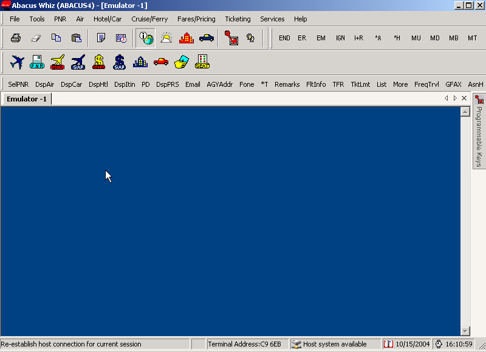 Abacus Whiz (ABACUS4) - [Emulator -1]
File Tools PNR Air Hotel/Car Cruise/Ferry Fares/Pricing Ticketing Services Help
END ER EM IGN I+R *A *H MU MD MB MT
SelPNR DspAir DspCar DspHtl DspItin PD DspPRS Email AGYAddr Fone *T Remarks FltInfo TFR TktLmt List More FreqTrvl GFAX AsnH
Emulator -1
Programmable Keys
Re-establish host connection for current session Terminal Address:C9 6EB Host system available 10/15/2004 16:10:59